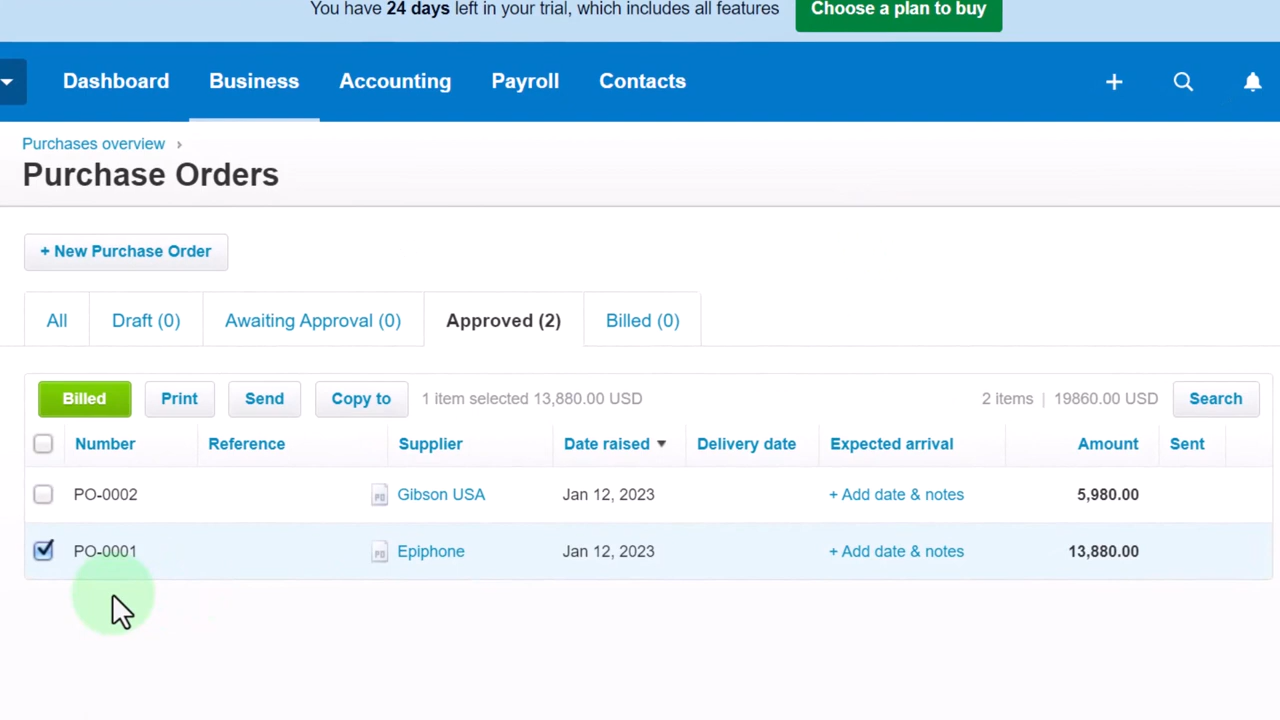 You have 24 days left in your trial, which includes all features Choose a plan to buy
Dashboard Business Accounting Payroll Contacts
Purchases overview ›
Purchase Orders
+ New Purchase Order
All Draft (0) Awaiting Approval (0) Approved (2) Billed (0)
Billed Print Send Copy to 1 item selected 13,880.00 USD 2 items | 19860.00 USD Search
Number Reference Supplier Date raised Delivery date Expected arrival Amount Sent
PO-0002 PO Gibson USA Jan 12, 2023 + Add date & notes 5,980.00
PO-0001 PO Epiphone Jan 12, 2023 + Add date & notes 13,880.00